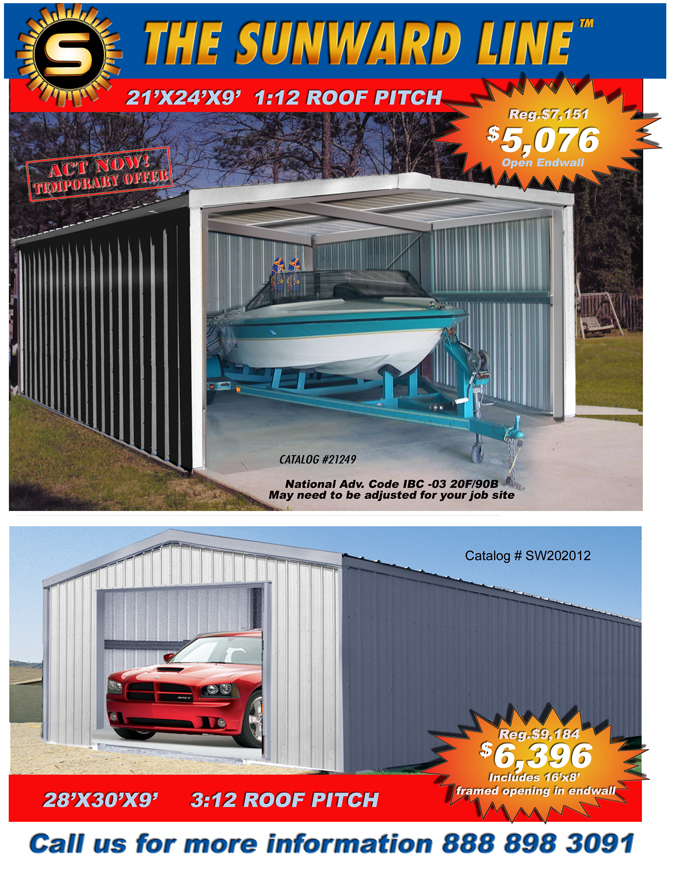 S THE SUNWARD LINE™
21'X24'X9' 1:12 ROOF PITCH
Reg.$7,151
$5,076
Open Endwall
ACT NOW!
TEMPORARY OFFER
CATALOG #21249
National Adv. Code IBC -03 20F/90B
May need to be adjusted for your job site
Catalog # SW202012
Reg.$9,184
$6,396
Includes 16'x8'
framed opening in endwall
28'X30'X9' 3:12 ROOF PITCH
Call us for more information 888 898 3091